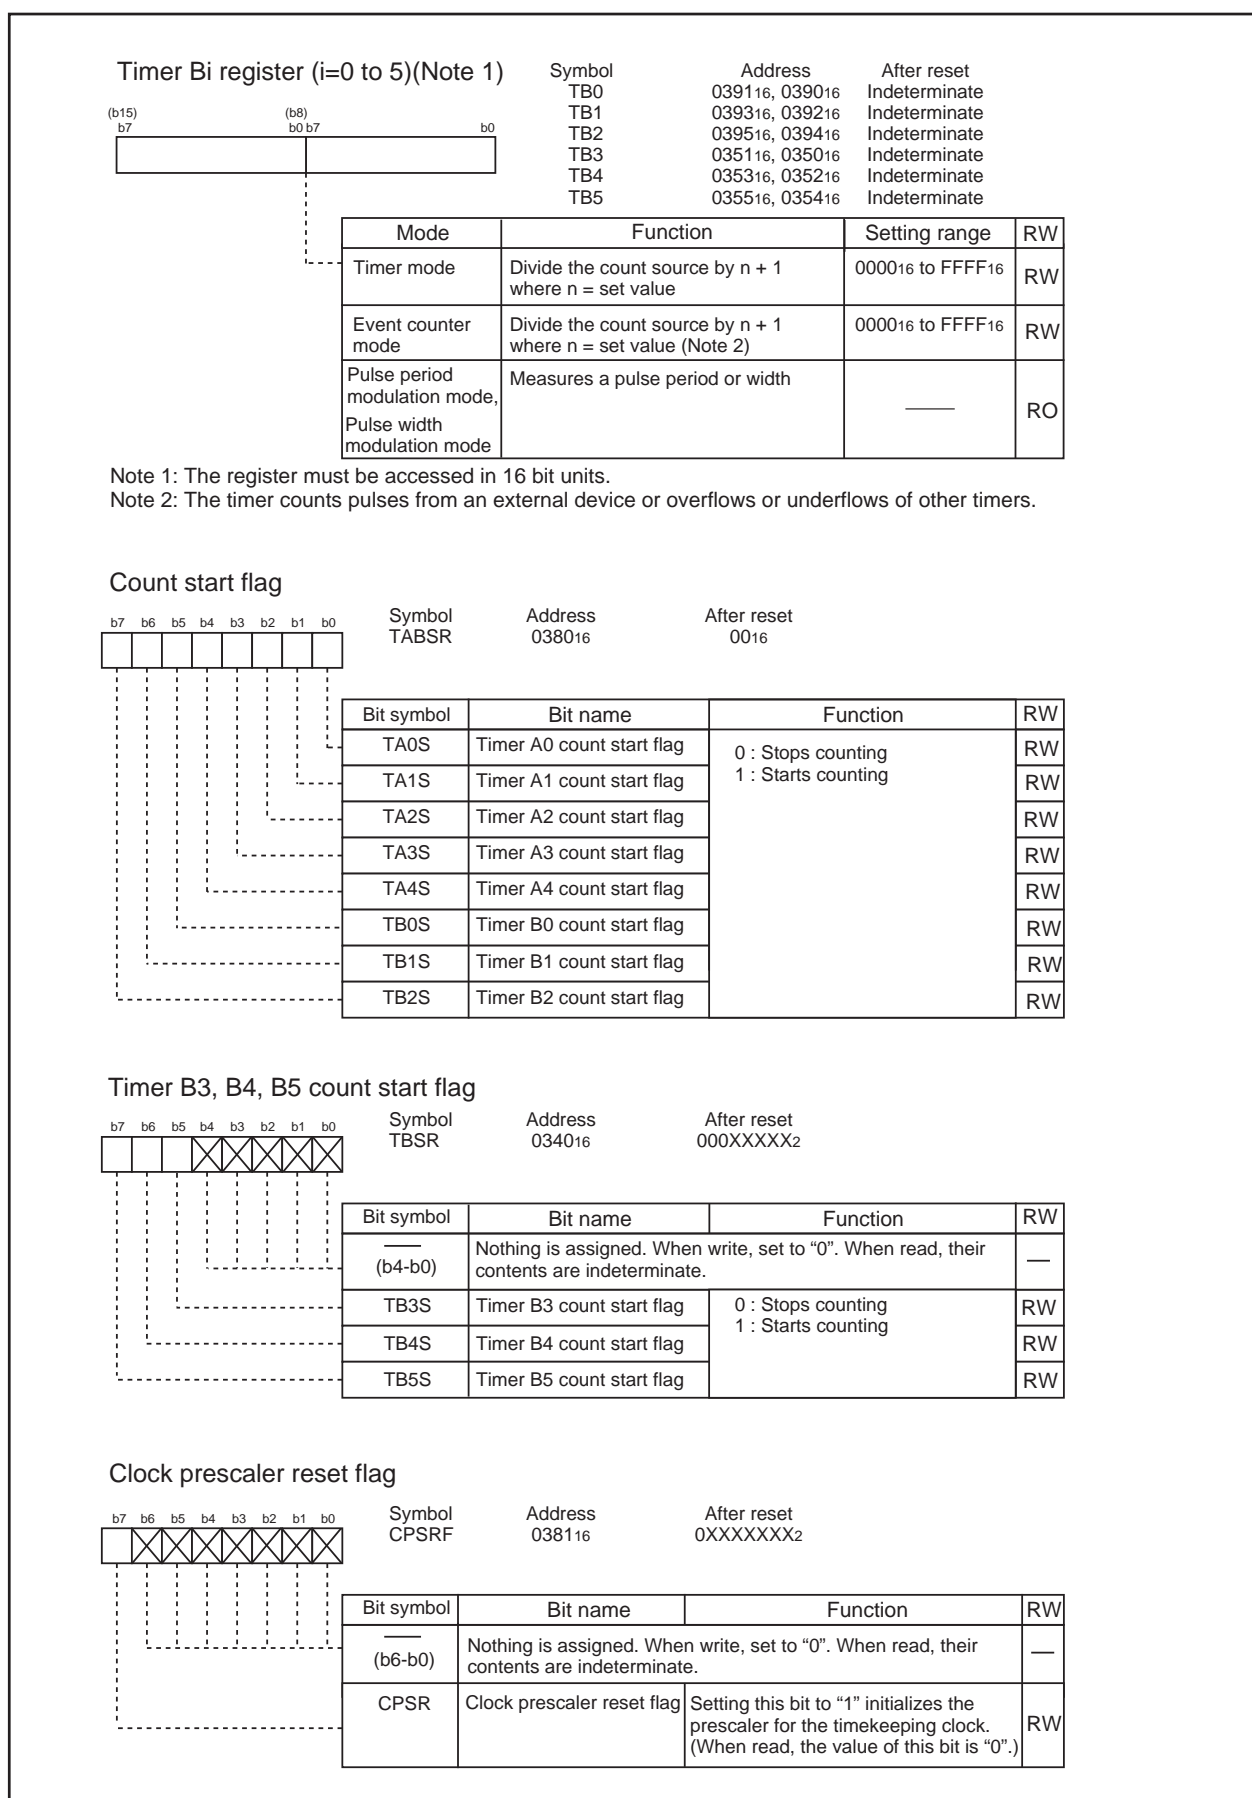 Timer Bi register (i=0 to 5)(Note 1)
Symbol Address After reset
TB0 039116, 039016 Indeterminate
TB1 039316, 039216 Indeterminate
TB2 039516, 039416 Indeterminate
TB3 035116, 035016 Indeterminate
TB4 035316, 035216 Indeterminate
TB5 035516, 035416 Indeterminate
(b15) (b8)
b7 b0 b7 b0
Mode Function Setting range RW
Timer mode Divide the count source by n + 1 000016 to FFFF16 RW
where n = set value
Event counter Divide the count source by n + 1 000016 to FFFF16 RW
mode where n = set value (Note 2)
Pulse period Measures a pulse period or width
modulation mode,
RO
Pulse width
modulation mode
Note 1: The register must be accessed in 16 bit units.
Note 2: The timer counts pulses from an external device or overflows or underflows of other timers.
Count start flag
Symbol Address After reset
TABSR 038016 0016
b7 b6 b5 b4 b3 b2 b1 b0
Bit symbol Bit name Function RW
TA0S Timer A0 count start flag 0 : Stops counting RW
TA1S Timer A1 count start flag 1 : Starts counting RW
TA2S Timer A2 count start flag RW
TA3S Timer A3 count start flag RW
TA4S Timer A4 count start flag RW
TB0S Timer B0 count start flag RW
TB1S Timer B1 count start flag RW
TB2S Timer B2 count start flag RW
Timer B3, B4, B5 count start flag
Symbol Address After reset
TBSR 034016 000XXXXX2
b7 b6 b5 b4 b3 b2 b1 b0
Bit symbol Bit name Function RW
Nothing is assigned. When write, set to “0”. When read, their
(b4-b0) contents are indeterminate. —
TB3S Timer B3 count start flag 0 : Stops counting RW
TB4S Timer B4 count start flag 1 : Starts counting RW
TB5S Timer B5 count start flag RW
Clock prescaler reset flag
Symbol Address After reset
CPSRF 038116 0XXXXXXX2
b7 b6 b5 b4 b3 b2 b1 b0
Bit symbol Bit name Function RW
Nothing is assigned. When write, set to “0”. When read, their
(b6-b0) contents are indeterminate. —
CPSR Clock prescaler reset flag Setting this bit to “1” initializes the
prescaler for the timekeeping clock. RW
(When read, the value of this bit is “0”.)